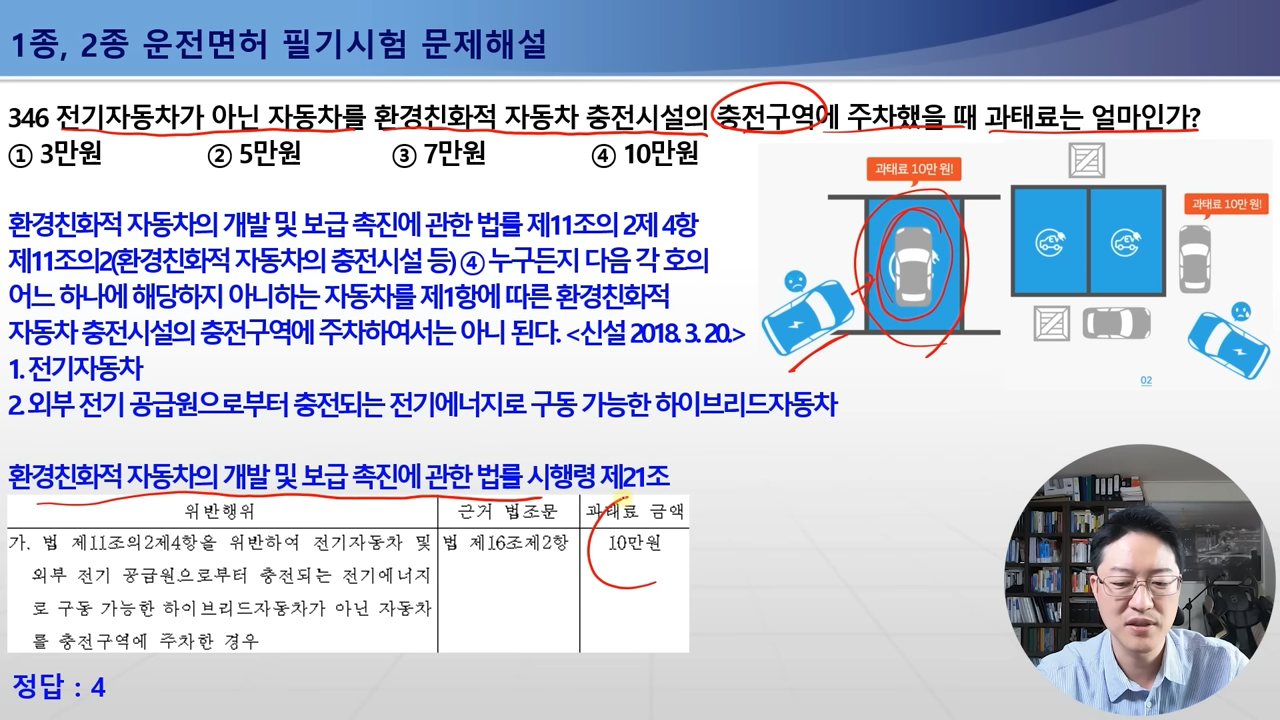 1종, 2종 운전면허 필기시험 문제해설
346 전기자동차가 아닌 자동차를 환경친화적 자동차 충전시설의 충전구역에 주차했을 때 과태료는 얼마인가?
① 3만원 ② 5만원 ③ 7만원 ④ 10만원
과태료 10만 원!
과태료 10만 원!
EV
EV
02
환경친화적 자동차의 개발 및 보급 촉진에 관한 법률 제11조의 2제 4항
제11조의2(환경친화적 자동차의 충전시설 등) ④ 누구든지 다음 각 호의
어느 하나에 해당하지 아니하는 자동차를 제1항에 따른 환경친화적
자동차 충전시설의 충전구역에 주차하여서는 아니 된다. <신설 2018. 3. 20.>
1. 전기자동차
2. 외부 전기 공급원으로부터 충전되는 전기에너지로 구동 가능한 하이브리드자동차
환경친화적 자동차의 개발 및 보급 촉진에 관한 법률 시행령 제21조
위반행위 근거 법조문 과태료 금액
가. 법 제11조의2제4항을 위반하여 전기자동차 및 법 제16조제2항 10만원
외부 전기 공급원으로부터 충전되는 전기에너지
로 구동 가능한 하이브리드자동차가 아닌 자동차
를 충전구역에 주차한 경우
정답 : 4